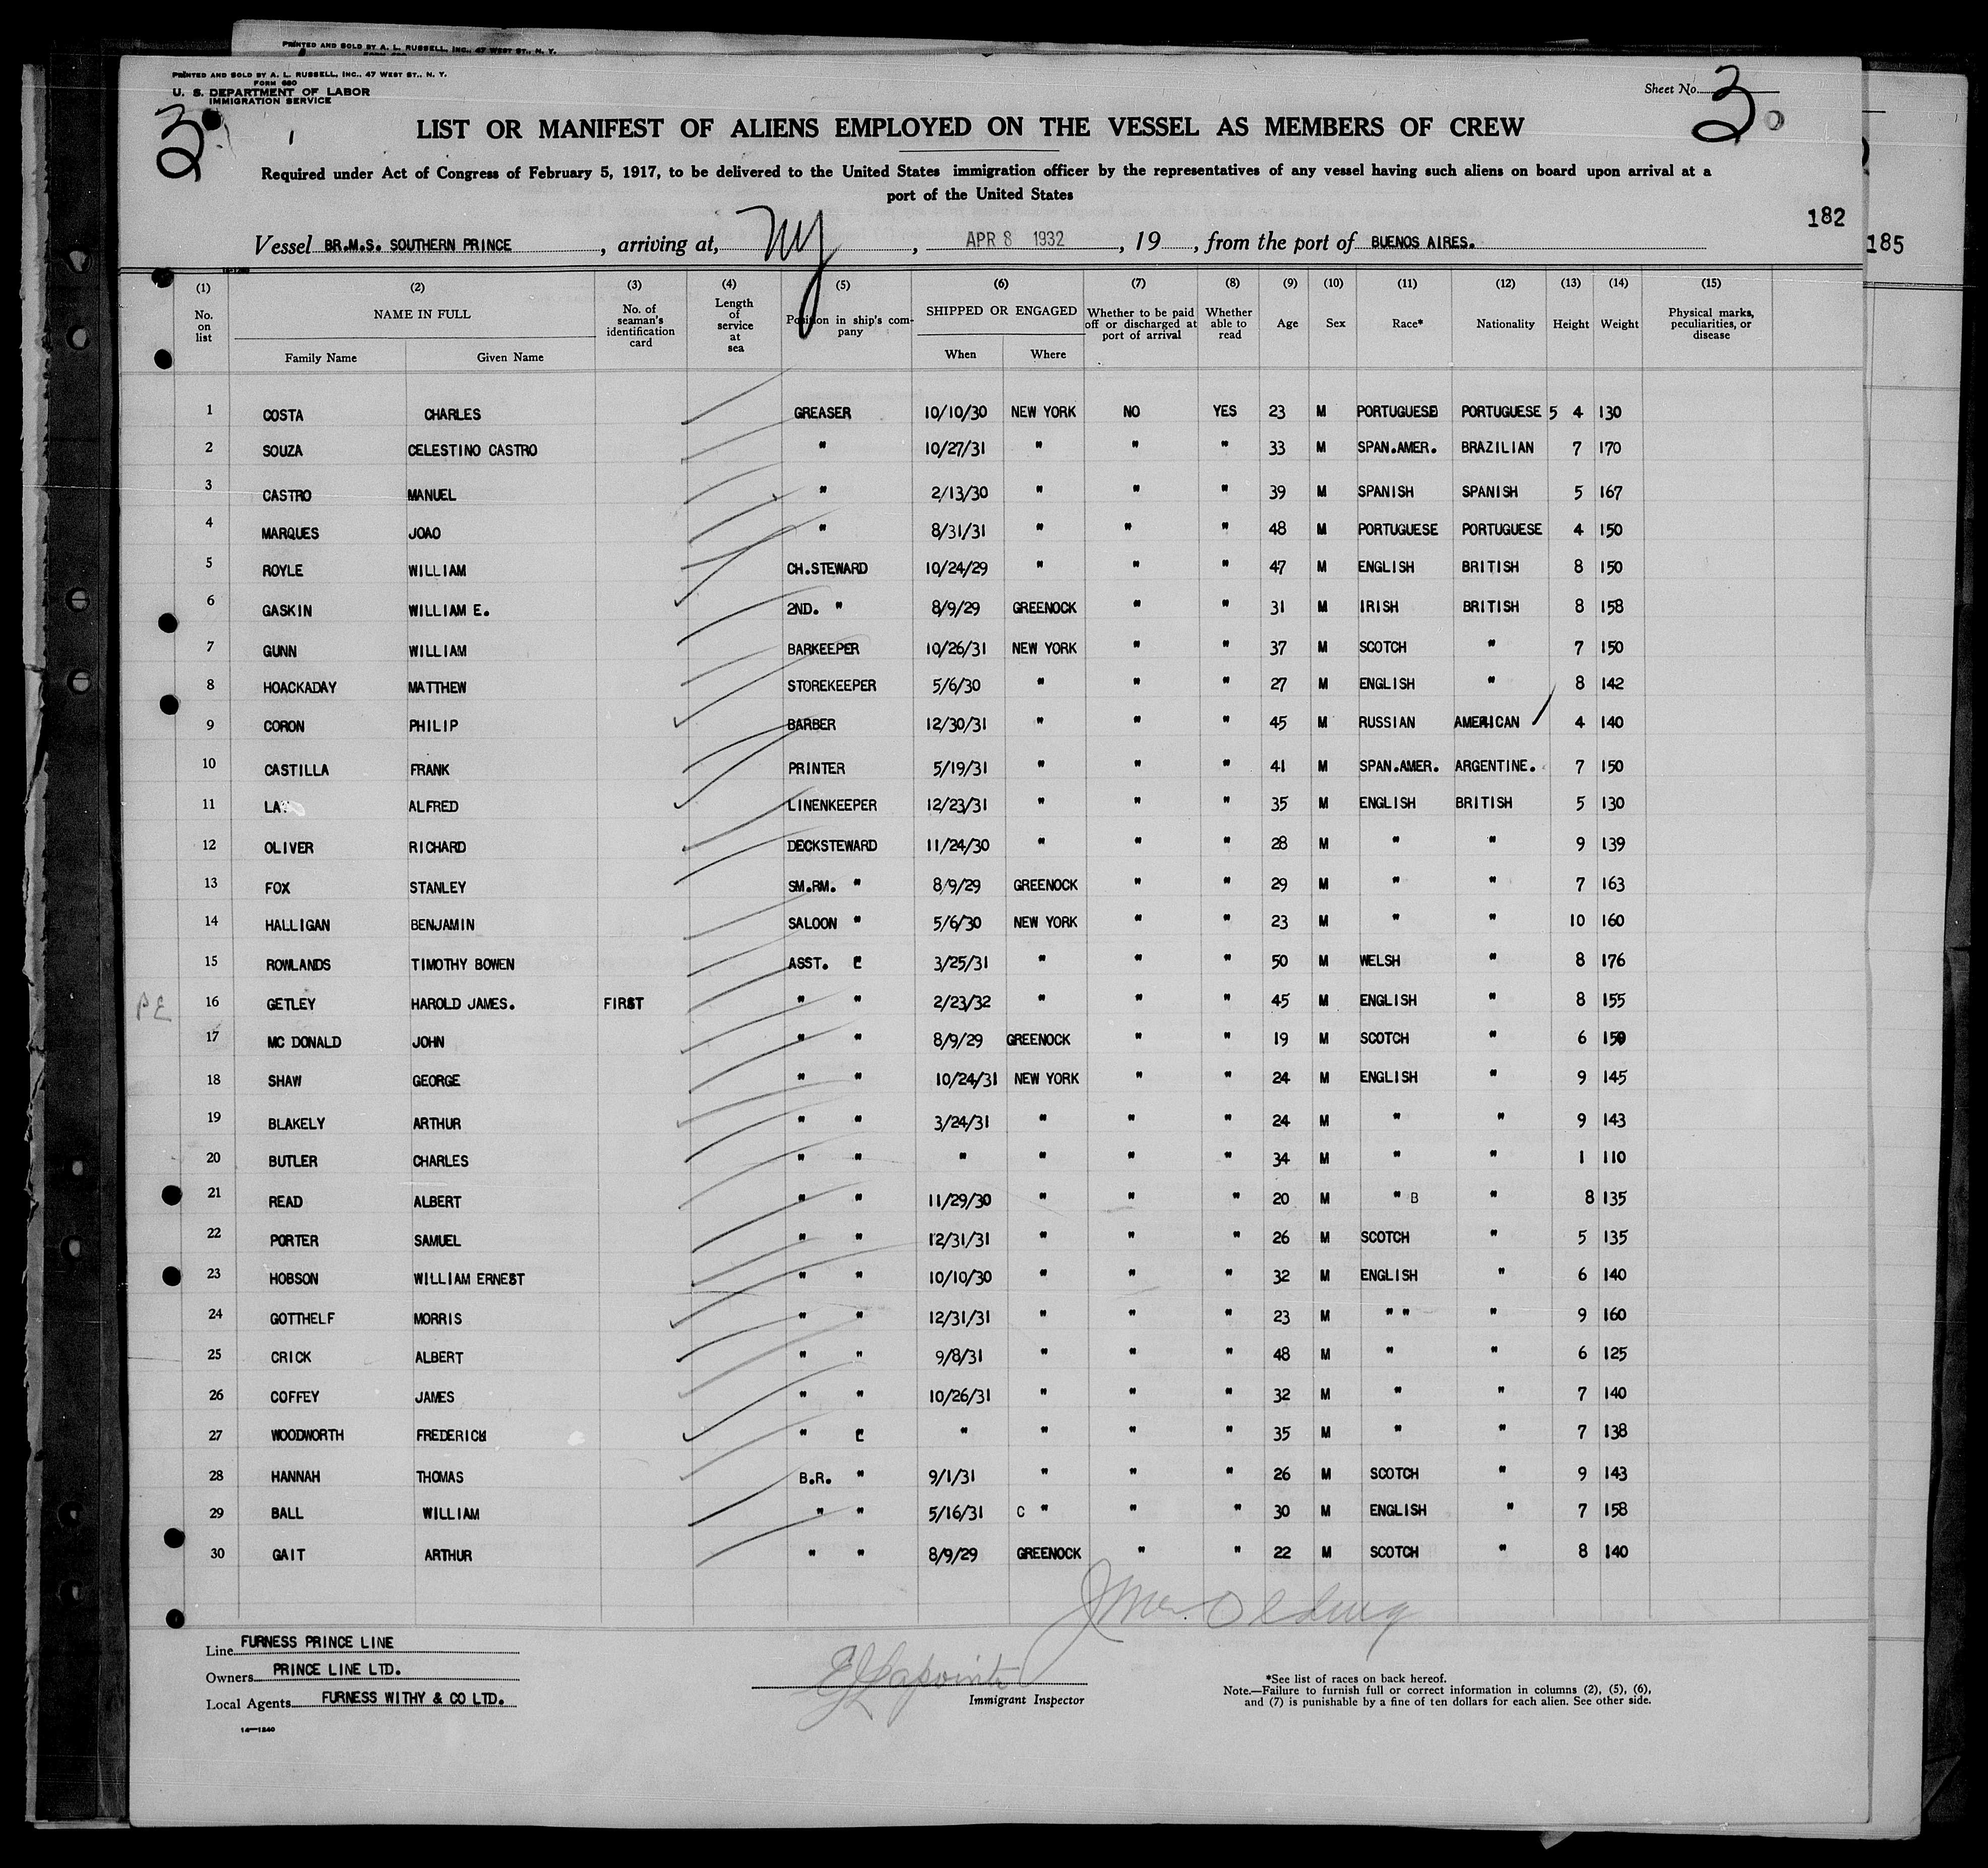 PRINTED AND SOLD BY A. L. RUSSELL, INC., 47 WEST ST., N. Y.
PRINTED AND SOLD BY A. L. RUSSELL, INC., 47 WEST ST., N. Y.
FORM 680
U. S. DEPARTMENT OF LABOR
IMMIGRATION SERVICE
Sheet No. 3
3
LIST OR MANIFEST OF ALIENS EMPLOYED ON THE VESSEL AS MEMBERS OF CREW
Required under Act of Congress of February 5, 1917, to be delivered to the United States immigration officer by the representatives of any vessel having such aliens on board upon arrival at a
port of the United States
182
185
Vessel BR.M.S. SOUTHERN PRINCE, arriving at, NY, APR 8 1932, 19, from the port of BUENOS AIRES.
(1) (2) (3) (4) (5) (6) (7) (8) (9) (10) (11) (12) (13) (14) (15)
No. on list NAME IN FULL Family Name Given Name No. of seaman's identification card Length of service at sea Position in ship's company SHIPPED OR ENGAGED When Where Whether to be paid off or discharged at port of arrival Whether able to read Age Sex Race* Nationality Height Weight Physical marks, peculiarities, or disease
1 COSTA CHARLES GREASER 10/10/30 NEW YORK NO YES 23 M PORTUGUESE PORTUGUESE 5 4 130
2 SOUZA CELESTINO CASTRO " 10/27/31 " " " 33 M SPAN.AMER. BRAZILIAN 7 170
3 CASTRO MANUEL " 2/13/30 " " " 39 M SPANISH SPANISH 5 167
4 MARQUES JOAO " 8/31/31 " " " 48 M PORTUGUESE PORTUGUESE 4 150
5 ROYLE WILLIAM CH.STEWARD 10/24/29 " " " 47 M ENGLISH BRITISH 8 150
6 GASKIN WILLIAM E. 2ND. " 8/9/29 GREENOCK " " 31 M IRISH BRITISH 8 158
7 GUNN WILLIAM BARKEEPER 10/26/31 NEW YORK " " 37 M SCOTCH " 7 150
8 HOACKADAY MATTHEW STOREKEEPER 5/6/30 " " " 27 M ENGLISH " 8 142
9 CORON PHILIP BARBER 12/30/31 " " " 45 M RUSSIAN AMERICAN 4 140
10 CASTILLA FRANK PRINTER 5/19/31 " " " 41 M SPAN.AMER. ARGENTINE. 7 150
11 ALFRED LINENKEEPER 12/23/31 " " " 35 M ENGLISH BRITISH 5 130
12 OLIVER RICHARD DECKSTEWARD 11/24/30 " " " 28 M " " 9 139
13 FOX STANLEY SM.RM. " 8/9/29 GREENOCK " " 29 M " " 7 163
14 HALLIGAN BENJAMIN SALOON " 5/6/30 NEW YORK " " 23 M " " 10 160
15 ROWLANDS TIMOTHY BOWEN ASST. 3/25/31 " " " 50 M WELSH " 8 176
PE 16 GETLEY HAROLD JAMES. FIRST " " 2/23/32 " " " 45 M ENGLISH " 8 155
17 MC DONALD JOHN " " 8/9/29 GREENOCK " " 19 M SCOTCH " 6 150
18 SHAW GEORGE " " 10/24/31 NEW YORK " " 24 M ENGLISH " 9 145
19 BLAKELY ARTHUR " " 3/24/31 " " " 24 M " " 9 143
20 BUTLER CHARLES " " " " " " 34 M " " 1 110
21 READ ALBERT " " 11/29/30 " " " 20 M " B " 8 135
22 PORTER SAMUEL " " 12/31/31 " " " 26 M SCOTCH " 5 135
23 HOBSON WILLIAM ERNEST " " 10/10/30 " " " 32 M ENGLISH " 6 140
24 GOTTHELF MORRIS " " 12/31/31 " " " 23 M " " " 9 160
25 CRICK ALBERT " " 9/8/31 " " " 48 M " " 6 125
26 COFFEY JAMES " " 10/26/31 " " " 32 M " " 7 140
27 WOODWORTH FREDERICK " " " " " 35 M " " 7 138
28 HANNAH THOMAS B.R. " 9/1/31 " " " 26 M SCOTCH " 9 143
29 BALL WILLIAM " " 5/16/31 C " " " 30 M ENGLISH " 7 158
30 GAIT ARTHUR " " 8/9/29 GREENOCK " " 22 M SCOTCH " 8 140
Line FURNESS PRINCE LINE
Owners PRINCE LINE LTD.
Local Agents FURNESS WITHY & CO LTD.
14—1240
E Lapointe
Immigrant Inspector
*See list of races on back hereof.
Note.—Failure to furnish full or correct information in columns (2), (5), (6),
and (7) is punishable by a fine of ten dollars for each alien. See other side.